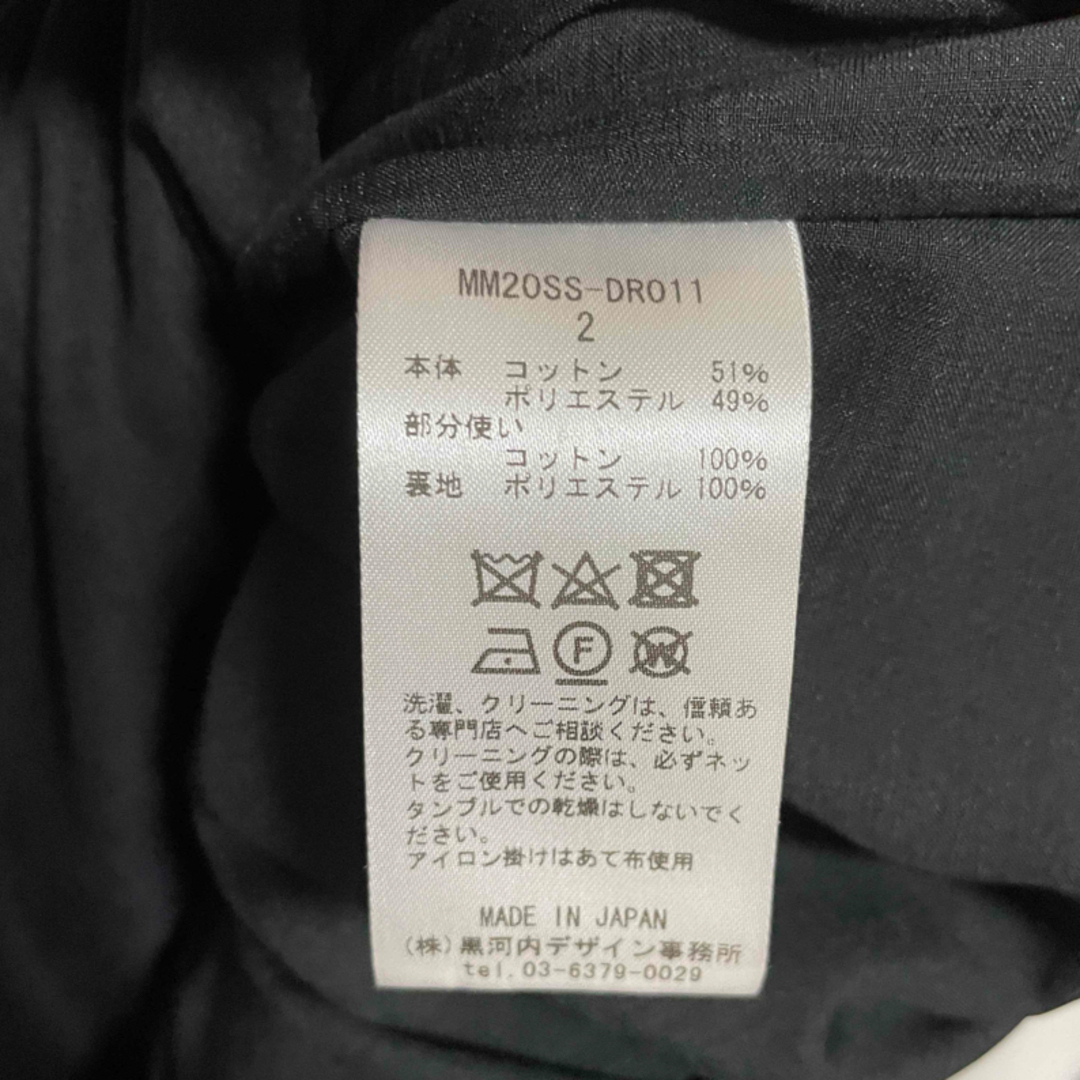 MM20SS-DR011
2
本体 コットン 51%
ポリエステル 49%
部分使い
コットン 100%
裏地 ポリエステル 100%
F
W
洗濯、クリーニングは、信頼あ
る専門店へご相談ください。
クリーニングの際は、必ずネッ
トをご使用ください。
タンブルでの乾燥はしないでく
ださい。
アイロン掛けはあて布使用
MADE IN JAPAN
(株)黒河内デザイン事務所
tel.03-6379-0029